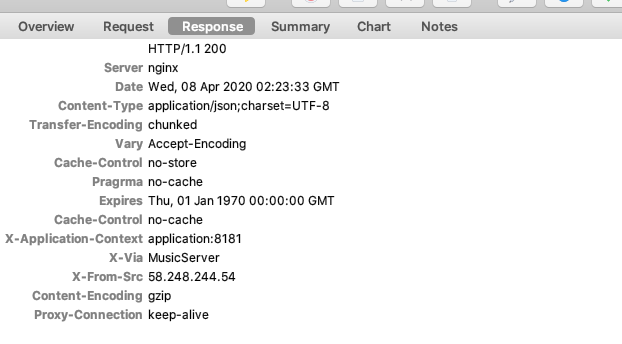 Overview Request Response Summary Chart Notes
HTTP/1.1 200
Server nginx
Date Wed, 08 Apr 2020 02:23:33 GMT
Content-Type application/json;charset=UTF-8
Transfer-Encoding chunked
Vary Accept-Encoding
Cache-Control no-store
Pragrma no-cache
Expires Thu, 01 Jan 1970 00:00:00 GMT
Cache-Control no-cache
X-Application-Context application:8181
X-Via MusicServer
X-From-Src 58.248.244.54
Content-Encoding gzip
Proxy-Connection keep-alive